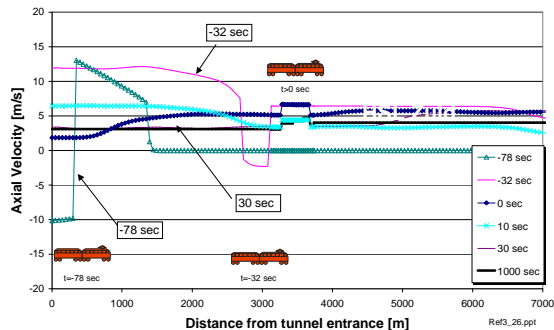 20
15
10
5
0
-5
-10
-15
-20
Axial Velocity [m/s]
-32 sec
t>0 sec
-78 sec
30 sec
t=-78 sec
t=-32 sec
-78 sec
-32 sec
0 sec
10 sec
30 sec
1000 sec
0 1000 2000 3000 4000 5000 6000 7000
Distance from tunnel entrance [m]
Ref3_26.ppt